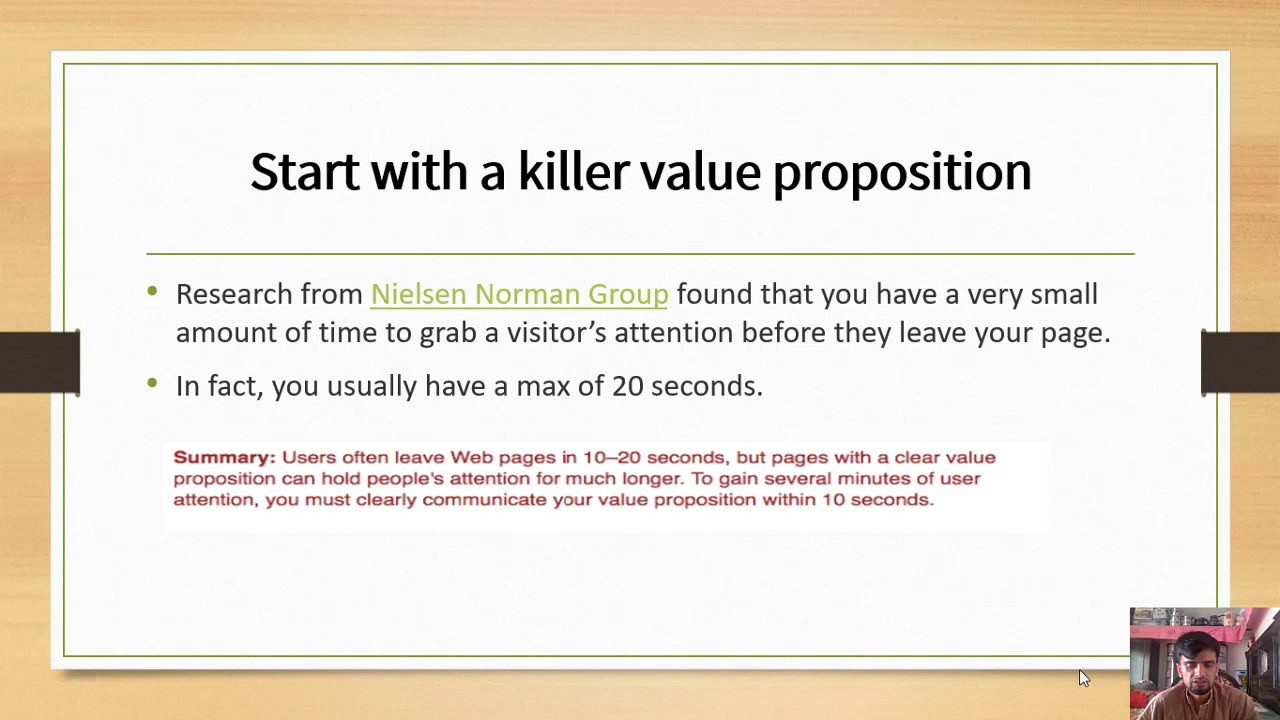 Start with a killer value proposition
• Research from Nielsen Norman Group found that you have a very small
amount of time to grab a visitor’s attention before they leave your page.
• In fact, you usually have a max of 20 seconds.
Summary: Users often leave Web pages in 10–20 seconds, but pages with a clear value
proposition can hold people's attention for much longer. To gain several minutes of user
attention, you must clearly communicate your value proposition within 10 seconds.